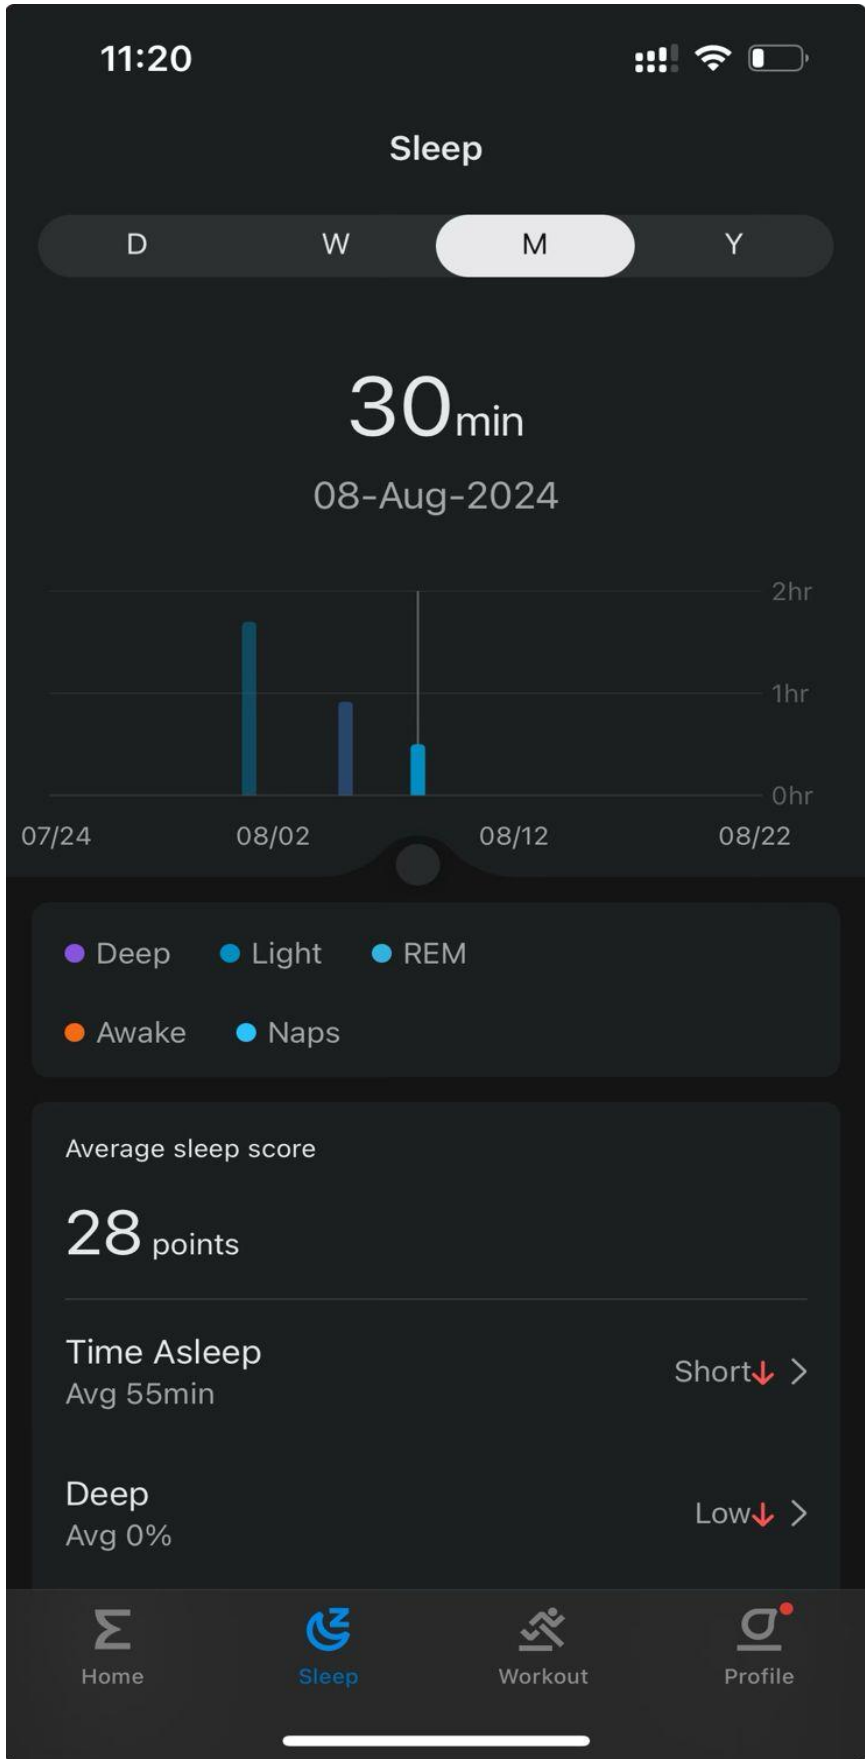 11:20
Sleep
D W M Y
30min
08-Aug-2024
2hr
1hr
0hr
07/24 08/02 08/12 08/22
Deep Light REM
Awake Naps
Average sleep score
28 points
Time Asleep
Short
Avg 55min
Deep
Low
Avg 0%
Home Sleep Workout Profile